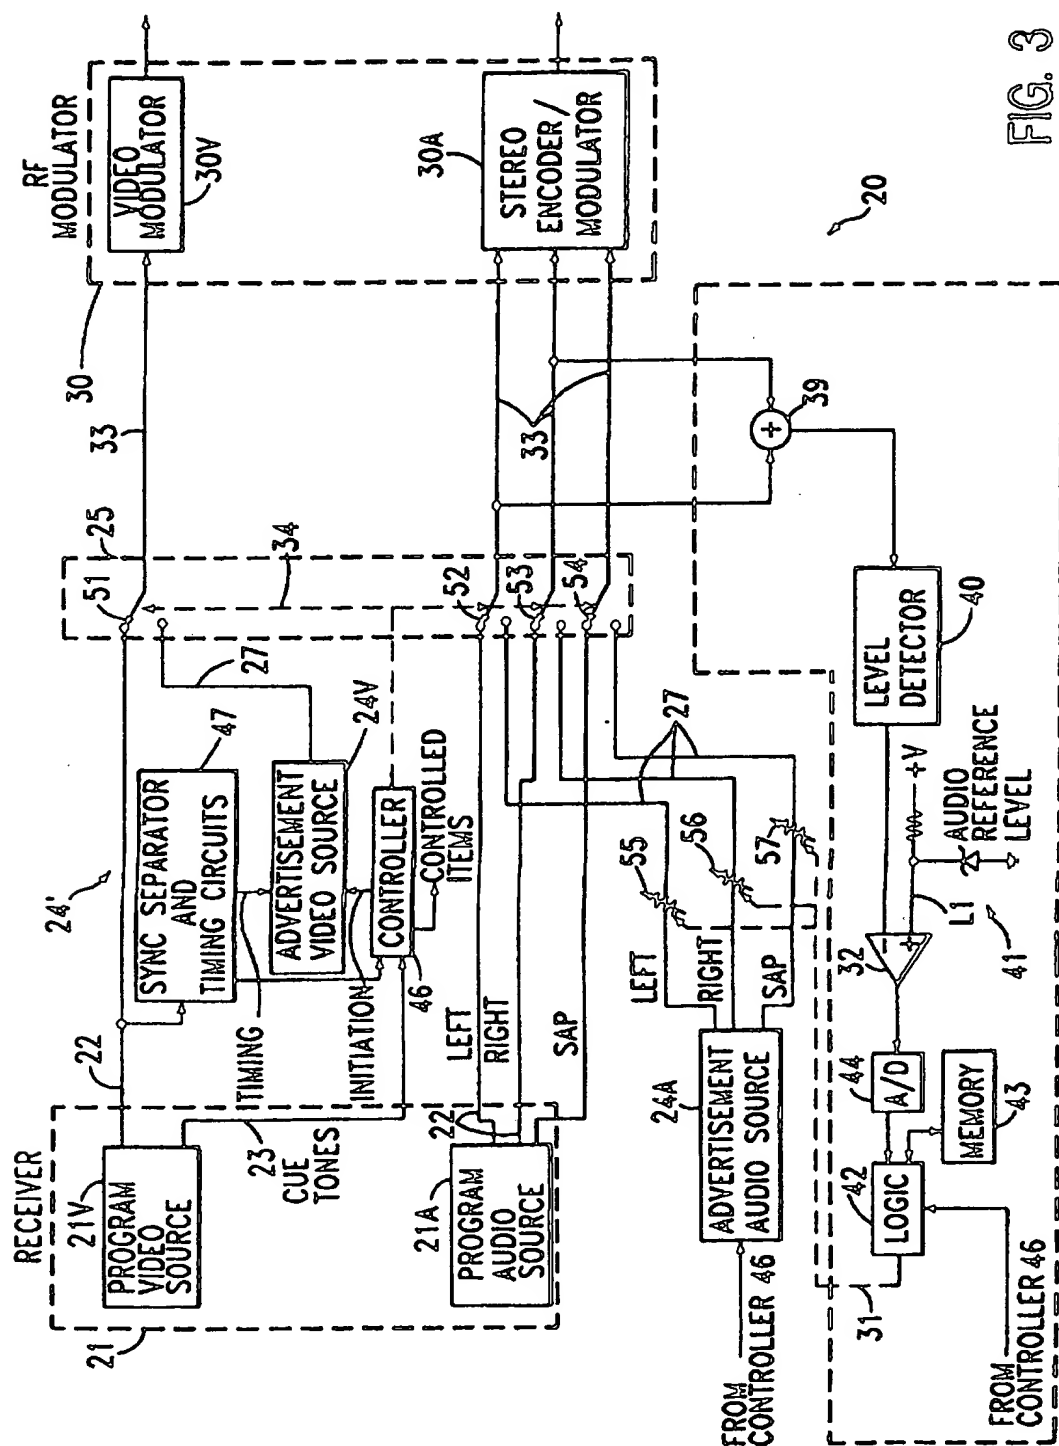 RECEIVER
21
21V
PROGRAM
VIDEO
SOURCE
22
23
CUE
TONES
21A
PROGRAM
AUDIO
SOURCE
22
24'
SYNC SEPARATOR
AND
TIMING CIRCUITS
47
TIMING
ADVERTISEMENT
VIDEO SOURCE
24V
INITIATION
CONTROLLER
46
CONTROLLED
ITEMS
LEFT
RIGHT
SAP
27
25
51
34
52
53
54
33
30
RF
MODULATOR
VIDEO
MODULATOR
30V
30A
STEREO
ENCODER/
MODULATOR
33
27
55
56
57
LEFT
RIGHT
SAP
24A
ADVERTISEMENT
AUDIO SOURCE
FROM
CONTROLLER 46
20
39
+
LEVEL
DETECTOR
40
+V
AUDIO
REFERENCE
LEVEL
L1
41
32
−
+
44
A/D
MEMORY
43
42
LOGIC
31
FROM
CONTROLLER 46
FIG. 3